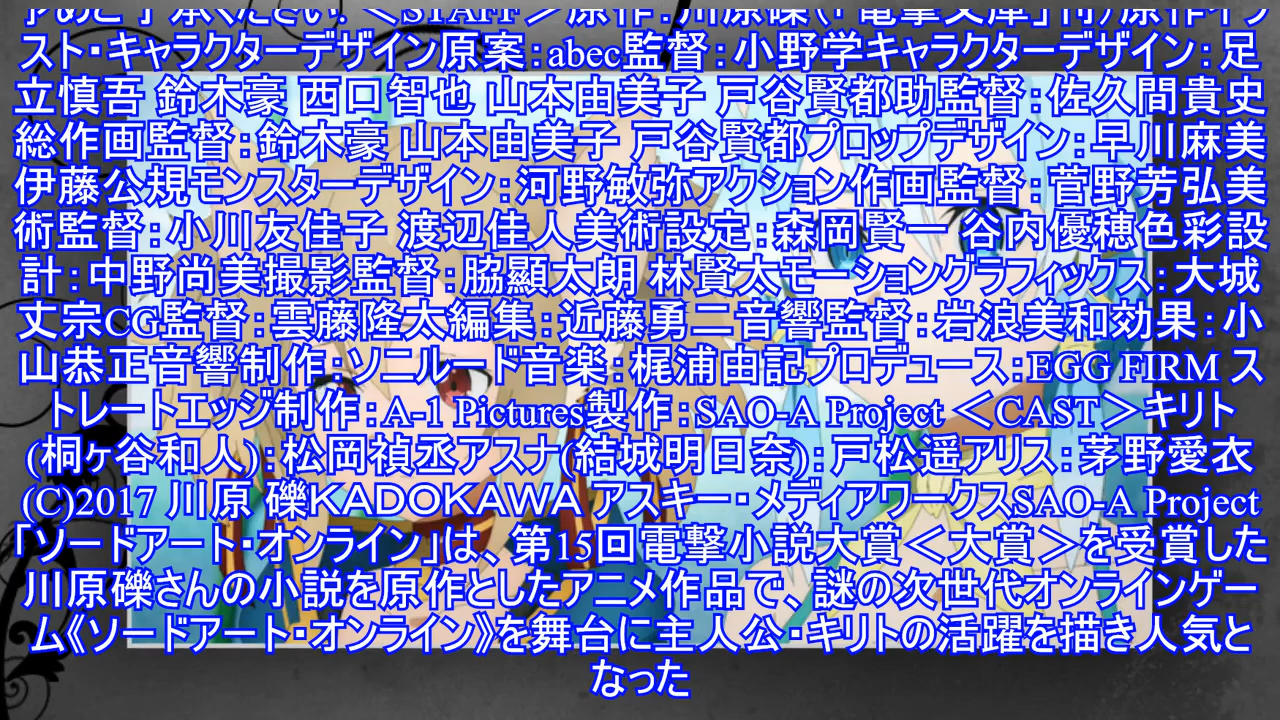 予めご了承ください.＜STAFF＞原作：川原礫(「電撃文庫」刊)原作イラ
スト・キャラクターデザイン原案：abec監督：小野学キャラクターデザイン：足
立慎吾 鈴木豪 西口智也 山本由美子 戸谷賢都助監督：佐久間貴史
総作画監督：鈴木豪 山本由美子 戸谷賢都プロップデザイン：早川麻美
伊藤公規モンスターデザイン：河野敏弥アクション作画監督：菅野芳弘美
術監督：小川友佳子 渡辺佳人美術設定：森岡賢一 谷内優穂色彩設
計：中野尚美撮影監督：脇顯太朗 林賢太モーショングラフィックス：大城
丈宗CG監督：雲藤隆太編集：近藤勇二音響監督：岩浪美和効果：小
山恭正音響制作：ソニルード音楽：梶浦由記プロデュース：EGG FIRM ス
トレートエッジ制作：A-1 Pictures製作：SAO-A Project ＜CAST＞キリト
(桐ヶ谷和人)：松岡禎丞アスナ(結城明日奈)：戸松遥アリス：茅野愛衣
(C)2017 川原 礫ＫＡＤＯＫＡＷＡ アスキー・メディアワークスSAO-A Project
「ソードアート・オンライン」は、第15回電撃小説大賞＜大賞＞を受賞した
川原礫さんの小説を原作としたアニメ作品で、謎の次世代オンラインゲー
ム《ソードアート・オンライン》を舞台に主人公・キリトの活躍を描き人気と
なった